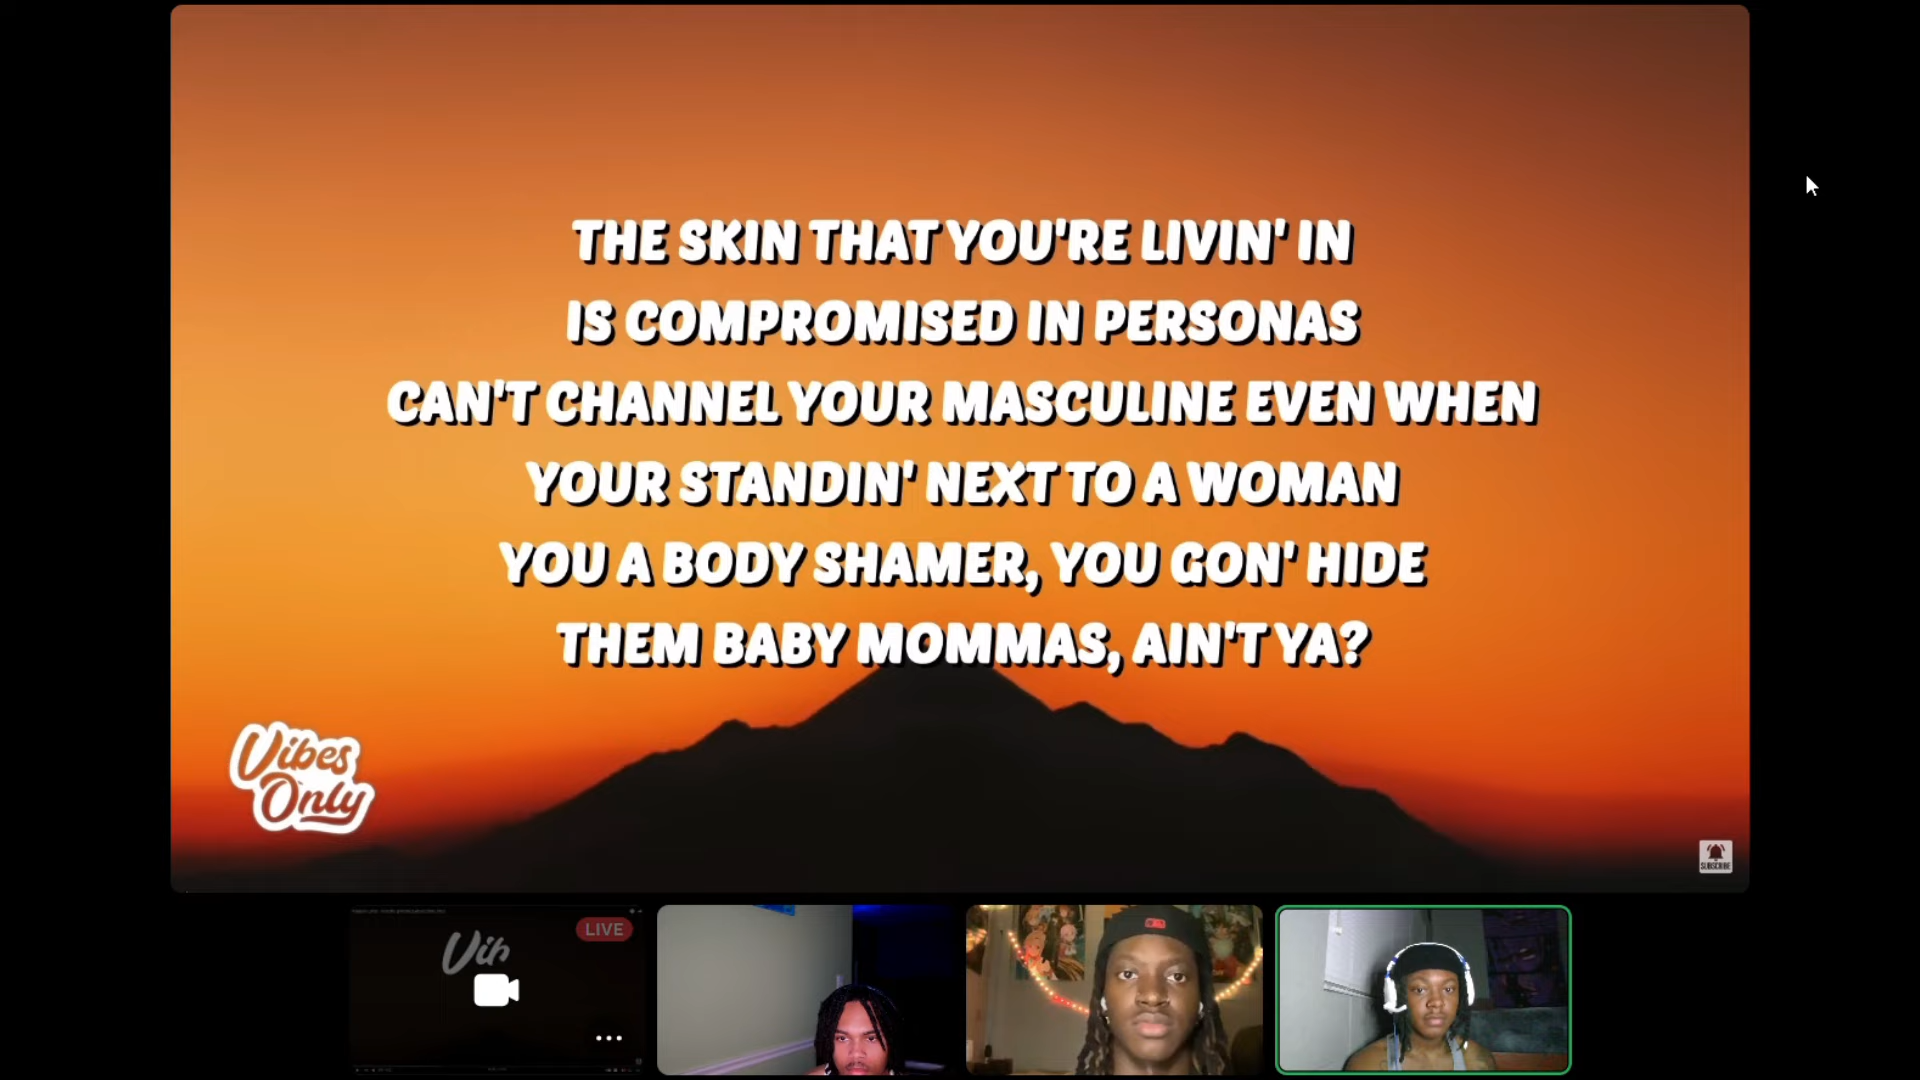 THE SKIN THAT YOU'RE LIVIN' IN
IS COMPROMISED IN PERSONAS
CAN'T CHANNEL YOUR MASCULINE EVEN WHEN
YOUR STANDIN' NEXT TO A WOMAN
YOU A BODY SHAMER, YOU GON' HIDE
THEM BABY MOMMAS, AIN'T YA?
Vibes
Only
SUBSCRIBE
LIVE